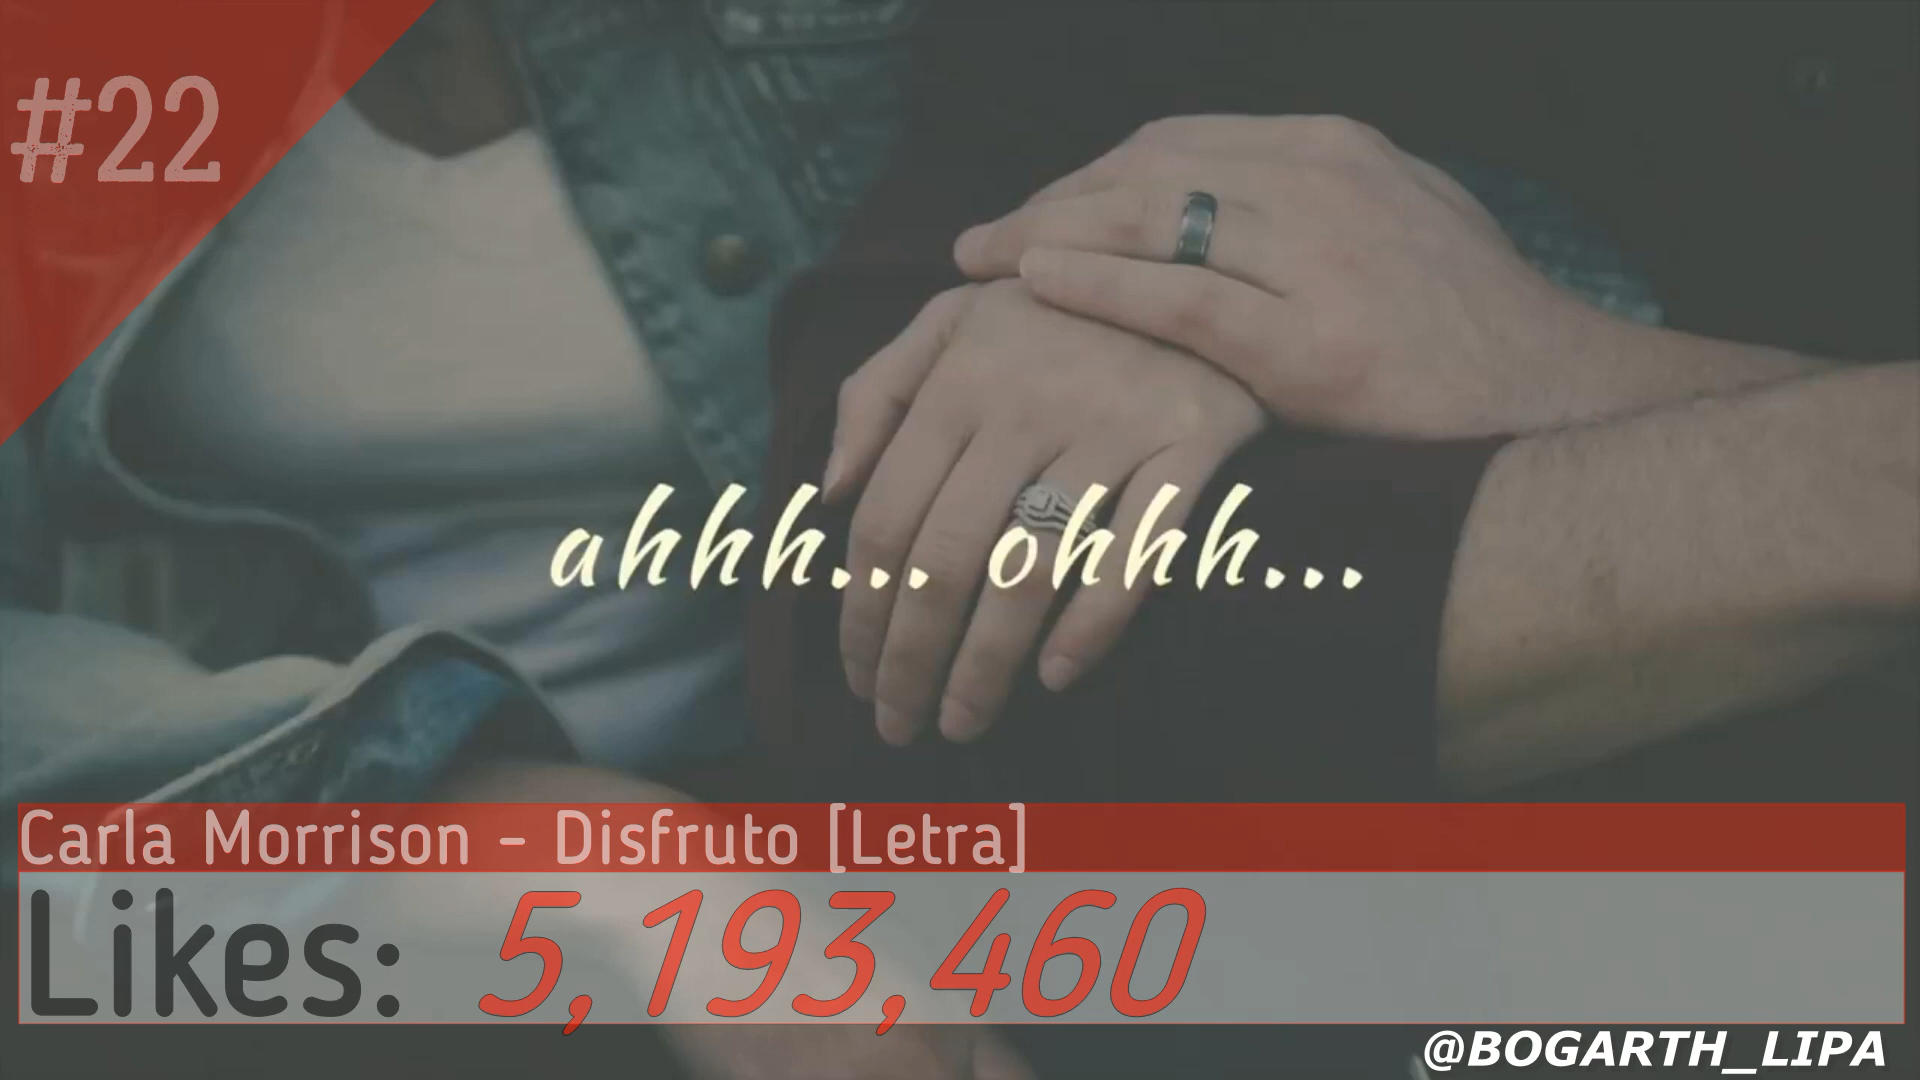 #22
ahhh... ohhh...
Carla Morrison - Disfruto [Letra]
Likes: 5,193,460
@BOGARTH_LIPA